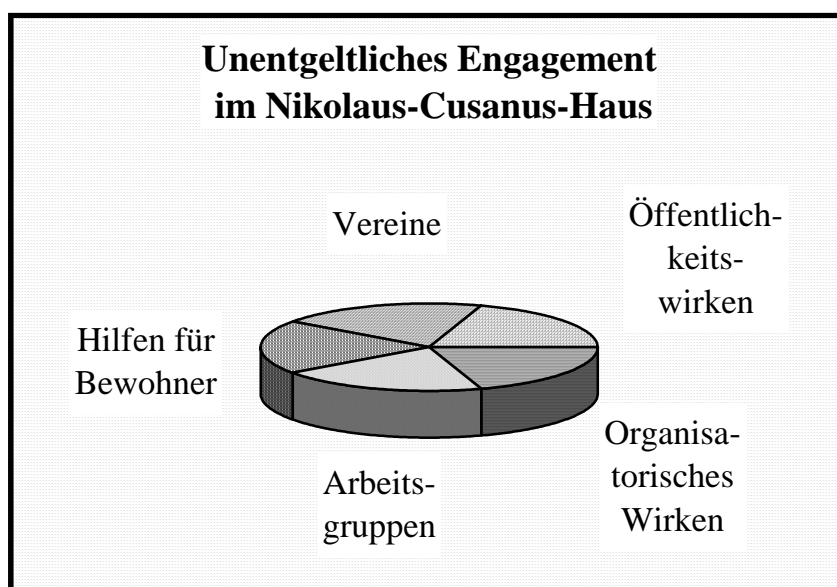 Unentgeltliches Engagement
im Nikolaus-Cusanus-Haus
Vereine
Öffentlich-
keits-
wirken
Hilfen für
Bewohner
Arbeits-
gruppen
Organisa-
torisches
Wirken